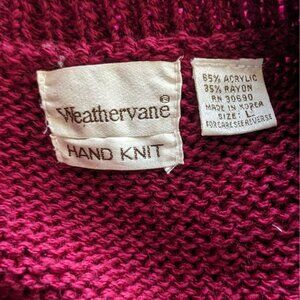 Weathervane®
HAND KNIT
65% ACRYLIC
35% RAYON
RN 30690
MADE IN KOREA
SIZE: L
FOR CARE SEE REVERSE